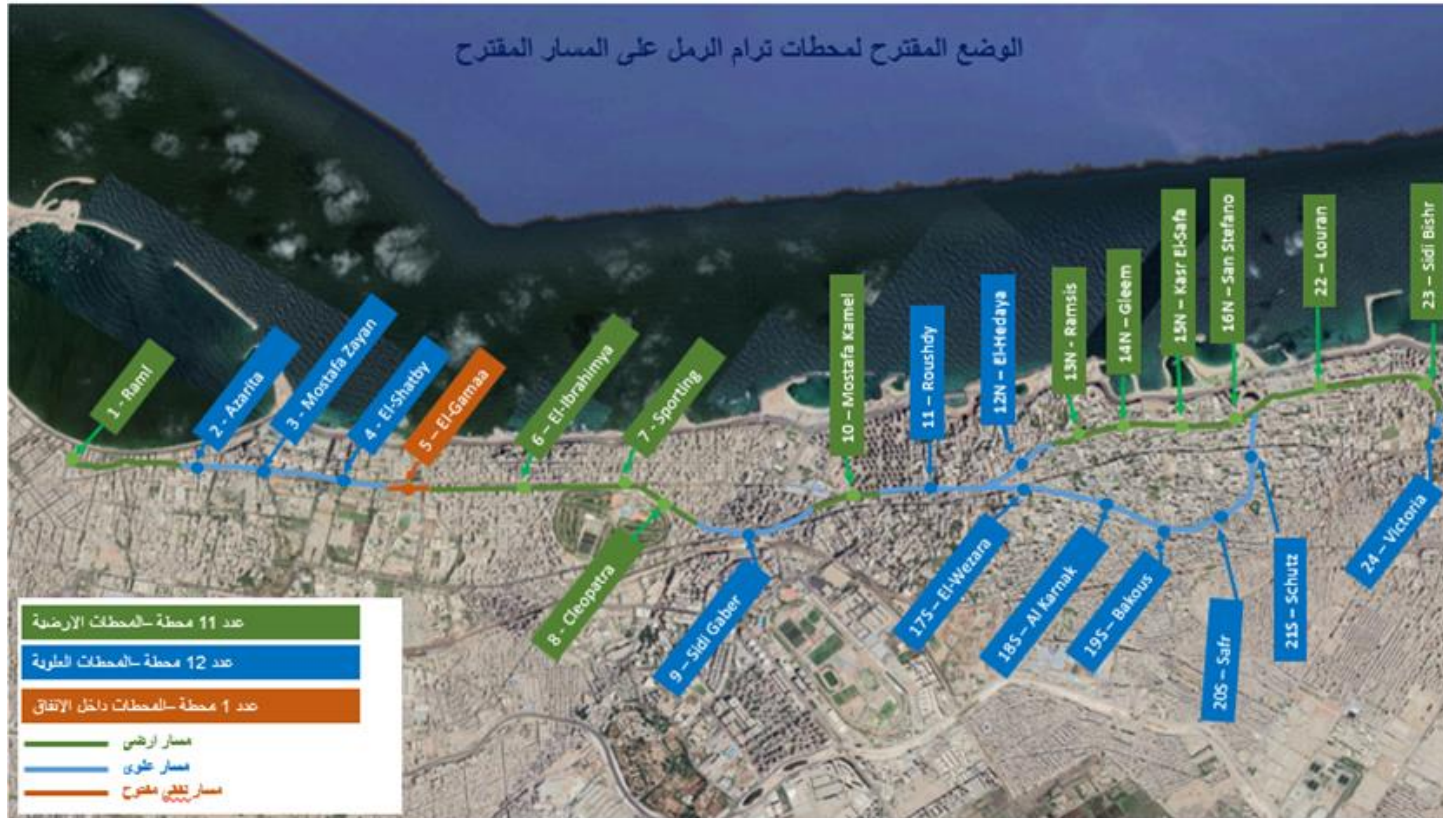 الوضع المقترح لمحطات ترام الرمل على المسار المقترح
1 - Raml
2 - Azarita
3 - Mostafa Zayan
4 - El-Shatby
5 – El-Gamaa
6 – El-Ibrahimya
7 - Sporting
8 - Cleopatra
9 – Sidi Gaber
10 – Mostafa Kamel
11 – Roushdy
12N – El-Hedaya
13N - Ramsis
14N – Gleem
15N – Kasr El-Safa
16N – San Stefano
17S – El-Wezara
18S – Al Karnak
19S – Bakous
20S – Safr
21S – Schutz
22 – Louran
23 – Sidi Bishr
24 – Victoria
عدد 11 محطة –المحطات الارضية
عدد 12 محطة –المحطات العلوية
عدد 1 محطة –المحطات داخل الانفاق
مسار ارضي
مسار علوي
مسار نفقي مقترح